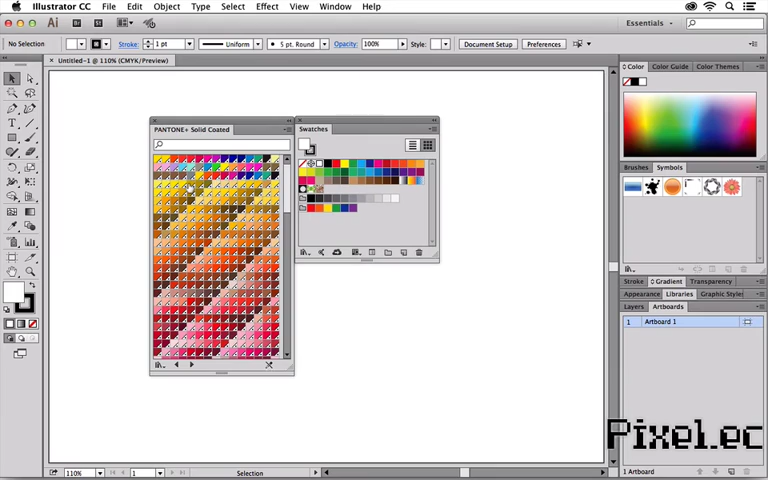 Illustrator CC File Edit Object Type Select Effect View Window Help
Ai Br St Essentials
No Selection Stroke: 1 pt Uniform 5 pt. Round Opacity: 100% Style: Document Setup Preferences
Untitled-1 @ 110% (CMYK/Preview)
Color Color Guide Color Themes
PANTONE+ Solid Coated
Swatches
Brushes Symbols
Stroke Gradient Transparency
Appearance Libraries Graphic Styles
Layers Artboards
1 Artboard 1
Pixel.ec
110% 1 Selection
1 Artboard